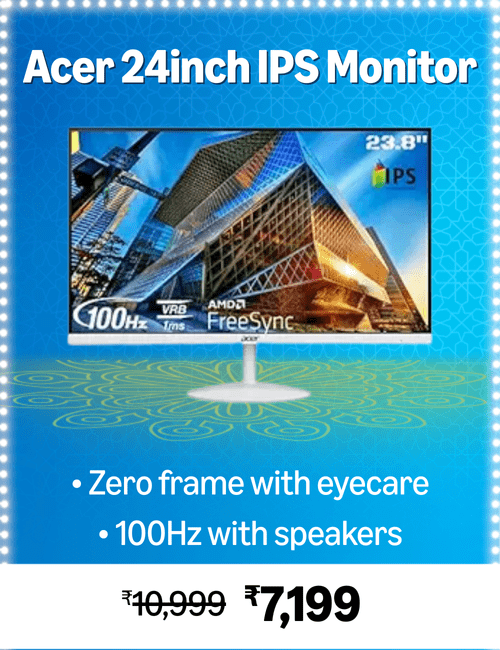 Acer 24inch IPS Monitor
23.8"
IPS
100Hz
VRB
1ms
AMD
FreeSync
acer
• Zero frame with eyecare
• 100Hz with speakers
₹10,999 ₹7,199